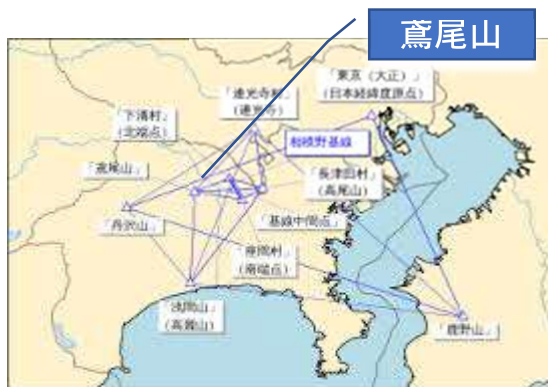 鳶尾山
「東京（大正）」
（日本経緯度原点）
「連光寺村」
（連光寺）
「下溝村」
（北端点）
相模野基線
「鳶尾山」
「長津田村」
（高尾山）
「丹沢山」
「基線中間点」
「座間村」
（南端点）
「浅間山」
（高麗山）
「鹿野山」